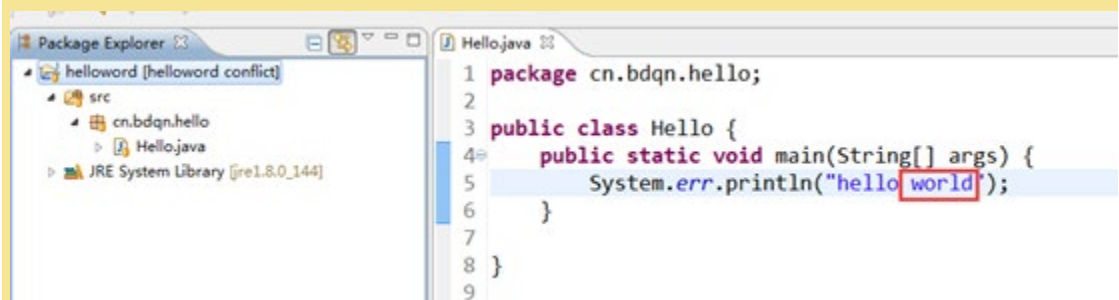 Package Explorer
helloword [helloword conflict]
src
cn.bdqn.hello
Hello.java
JRE System Library [jre1.8.0_144]
Hello.java
1 package cn.bdqn.hello;
2
3 public class Hello {
4 public static void main(String[] args) {
5 System.err.println("hello world");
6 }
7
8 }
9